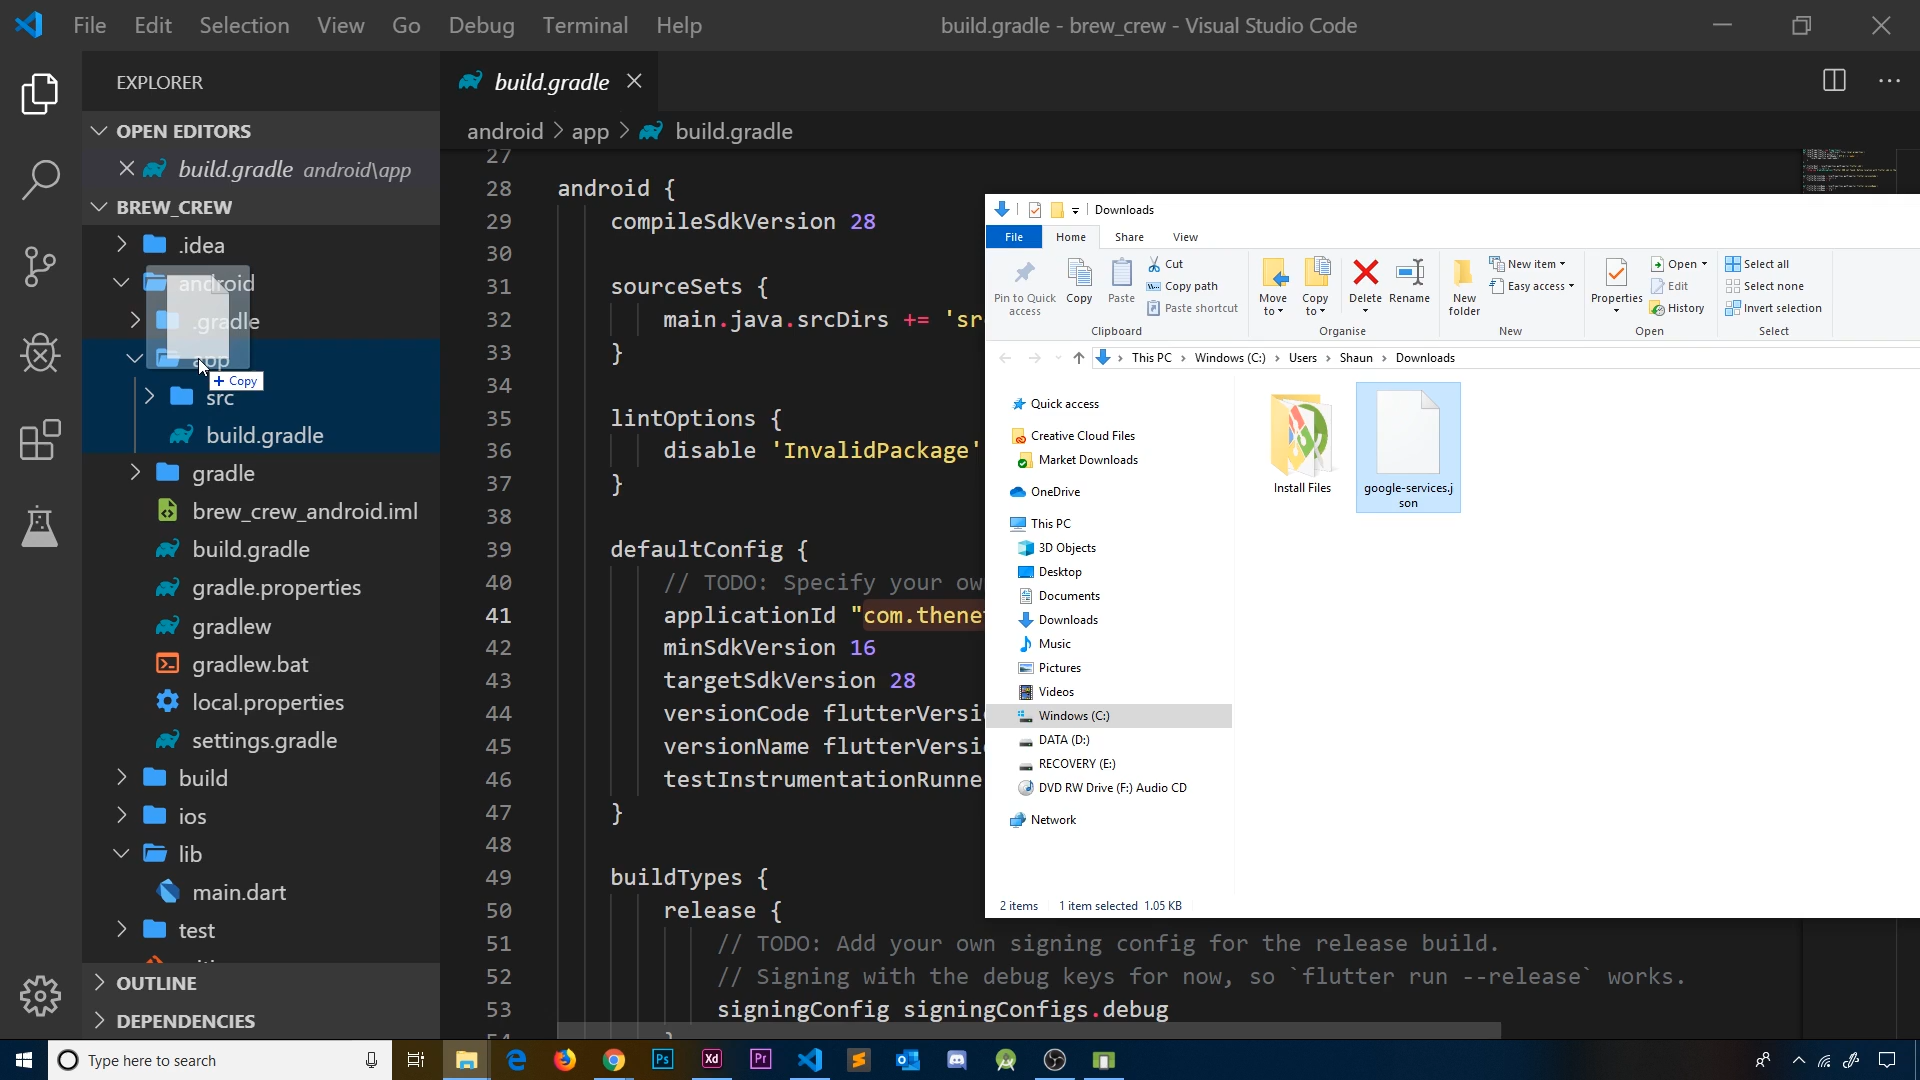 File Edit Selection View Go Debug Terminal Help
build.gradle - brew_crew - Visual Studio Code
EXPLORER
OPEN EDITORS
build.gradle android\app
BREW_CREW
.idea
android
.gradle
app
+ Copy
src
build.gradle
gradle
brew_crew_android.iml
build.gradle
gradle.properties
gradlew
gradlew.bat
local.properties
settings.gradle
build
ios
lib
main.dart
test
OUTLINE
DEPENDENCIES
build.gradle
android > app > build.gradle
27
28 android {
29 compileSdkVersion 28
30
31 sourceSets {
32 main.java.srcDirs += 'sr
33 }
34
35 lintOptions {
36 disable 'InvalidPackage'
37 }
38
39 defaultConfig {
40 // TODO: Specify your ow
41 applicationId "com.thene
42 minSdkVersion 16
43 targetSdkVersion 28
44 versionCode flutterVersi
45 versionName flutterVersi
46 testInstrumentationRunne
47 }
48
49 buildTypes {
50 release {
51 // TODO: Add your own signing config for the release build.
52 // Signing with the debug keys for now, so `flutter run --release` works.
53 signingConfig signingConfigs.debug
Downloads
File Home Share View
Pin to Quick access
Copy
Paste
Cut
Copy path
Paste shortcut
Clipboard
Move to
Copy to
Delete
Rename
Organise
New folder
New item
Easy access
New
Properties
Open
Edit
History
Open
Select all
Select none
Invert selection
Select
This PC > Windows (C:) > Users > Shaun > Downloads
Quick access
Creative Cloud Files
Market Downloads
OneDrive
This PC
3D Objects
Desktop
Documents
Downloads
Music
Pictures
Videos
Windows (C:)
DATA (D:)
RECOVERY (E:)
DVD RW Drive (F:) Audio CD
Network
Install Files
google-services.j
son
2 items 1 item selected 1.05 KB
Type here to search
Ps
Xd
Pr